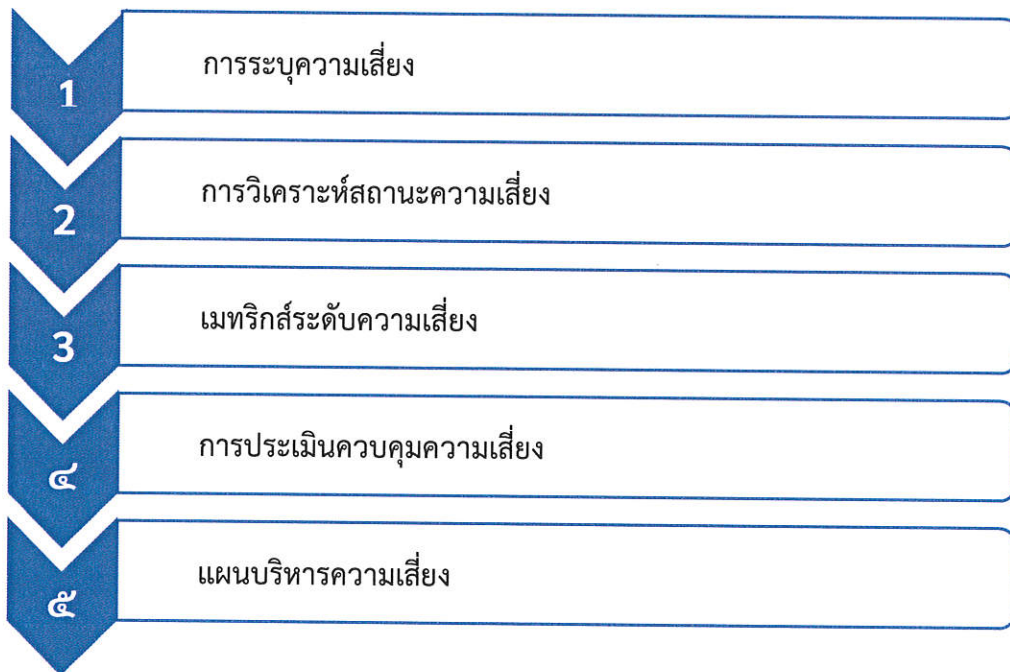 1 การระบุความเสี่ยง
2 การวิเคราะห์สถานะความเสี่ยง
3 เมทริกส์ระดับความเสี่ยง
๔ การประเมินควบคุมความเสี่ยง
๕ แผนบริหารความเสี่ยง